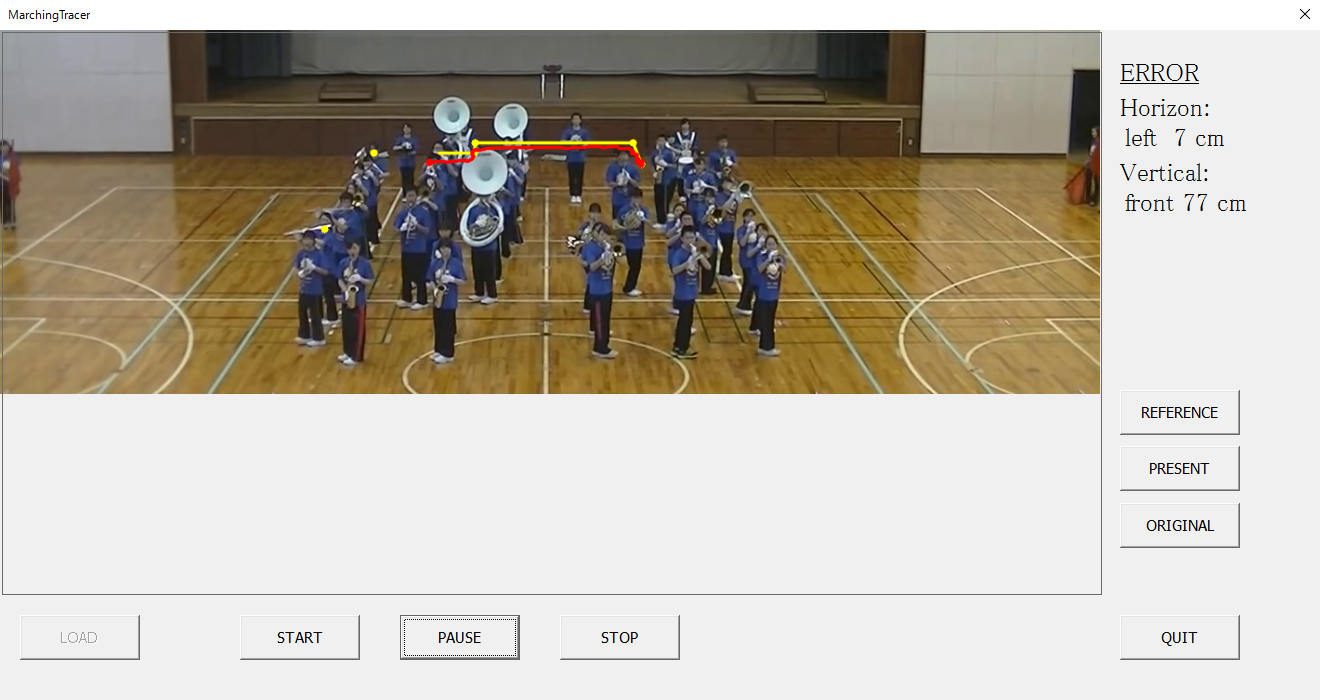 MarchingTracer
ERROR
Horizon:
left 7 cm
Vertical:
front 77 cm
REFERENCE
PRESENT
ORIGINAL
LOAD
START
PAUSE
STOP
QUIT